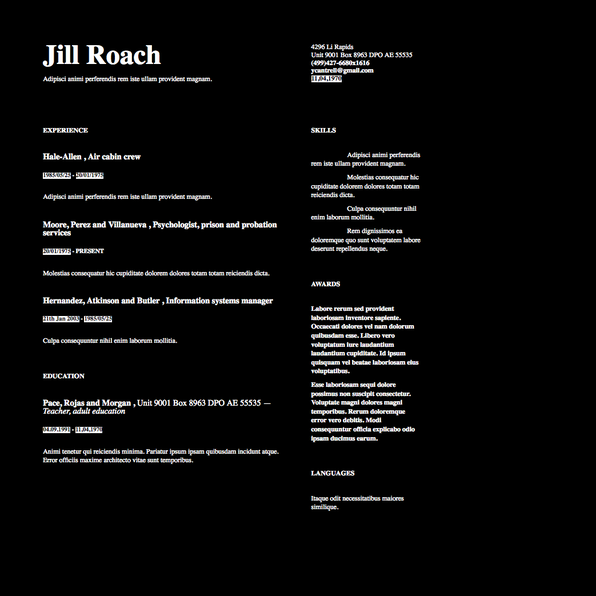 Jill Roach
Adipisci animi perferendis rem iste ullam provident magnam.
4296 Li Rapids
Unit 9001 Box 8963 DPO AE 55535
(499)427-6680x1616
ycantrell@gmail.com
11.04.1970
EXPERIENCE
Hale-Allen , Air cabin crew
1985/05/25 - 20/01/1975
Adipisci animi perferendis rem iste ullam provident magnam.
Moore, Perez and Villanueva , Psychologist, prison and probation
services
20/01/1975 - PRESENT
Molestias consequatur hic cupiditate dolorem dolores totam totam reiciendis dicta.
Hernandez, Atkinson and Butler , Information systems manager
21th Jun 2003 - 1985/05/25
Culpa consequuntur nihil enim laborum mollitia.
EDUCATION
Pace, Rojas and Morgan , Unit 9001 Box 8963 DPO AE 55535 —
Teacher, adult education
04.09.1991 - 11.04.1970
Animi tenetur qui reiciendis minima. Pariatur ipsum ipsam quibusdam incidunt atque.
Error officiis maxime architecto vitae sunt temporibus.
SKILLS
Adipisci animi perferendis
rem iste ullam provident magnam.
Molestias consequatur hic
cupiditate dolorem dolores totam totam
reiciendis dicta.
Culpa consequuntur nihil
enim laborum mollitia.
Rem dignissimos ea
doloremque quo sunt voluptatem labore
deserunt repellendus neque.
AWARDS
Labore rerum sed provident
laboriosam inventore sapiente.
Occaecati dolores vel nam dolorum
quibusdam esse. Libero vero
voluptatum iure laudantium
laudantium cupiditate. Id ipsum
quisquam vel beatae laboriosam eius
voluptatibus.
Esse laboriosam sequi dolore
possimus non suscipit consectetur.
Voluptate magni dolores magni
temporibus. Rerum doloremque
error vero debitis. Modi
consequuntur officia explicabo odio
ipsam ducimus earum.
LANGUAGES
Itaque odit necessitatibus maiores
similique.